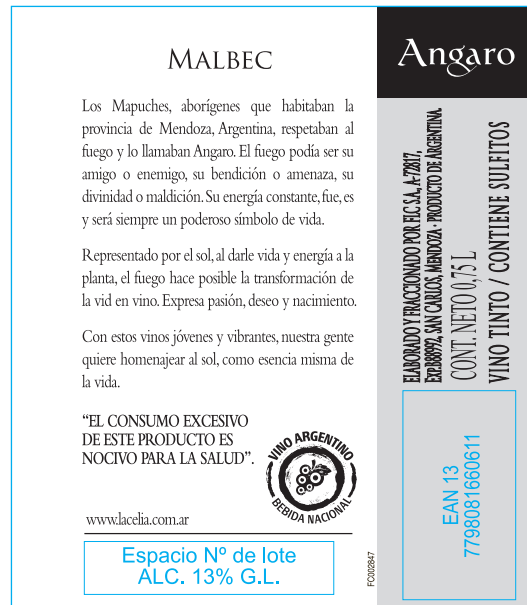 MALBEC
Los Mapuches, aborígenes que habitaban la
provincia de Mendoza, Argentina, respetaban al
fuego y lo llamaban Angaro. El fuego podía ser su
amigo o enemigo, su bendición o amenaza, su
divinidad o maldición. Su energía constante, fue, es
y será siempre un poderoso símbolo de vida.
Representado por el sol, al darle vida y energía a la
planta, el fuego hace posible la transformación de
la vid en vino. Expresa pasión, deseo y nacimiento.
Con estos vinos jóvenes y vibrantes, nuestra gente
quiere homenajear al sol, como esencia misma de
la vida.
“EL CONSUMO EXCESIVO
DE ESTE PRODUCTO ES
NOCIVO PARA LA SALUD”.
VINO ARGENTINO
BEBIDA NACIONAL
www.lacelia.com.ar
Espacio Nº de lote
ALC. 13% G.L.
FC002847
Angaro
ELABORADO Y FRACCIONADO POR FLC S.A., A-72817,
EXP.B88992, SAN CARLOS, MENDOZA - PRODUCTO DE ARGENTINA.
CONT. NETO 0,75 L
VINO TINTO / CONTIENE SULFITOS
EAN 13
7798081660611